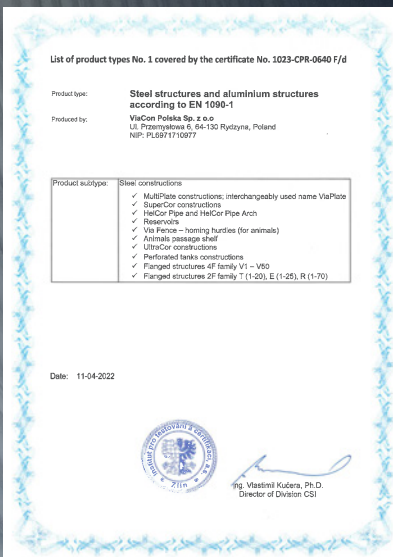 List of product types No. 1 covered by the certificate No. 1023-CPR-0640 F/d
Product type: Steel structures and aluminium structures
according to EN 1090-1
Produced by: ViaCon Polska Sp. z o.o
Ul. Przemysłowa 6, 64-130 Rydzyna, Poland
NIP: PL6971710977
Product subtype: Steel constructions
✓ MultiPlate constructions; interchangeably used name ViaPlate
✓ SuperCor constructions
✓ HelCor Pipe and HelCor Pipe Arch
✓ Reservoirs
✓ Via Fence – homing hurdles (for animals)
✓ Animals passage shelf
✓ UltraCor constructions
✓ Perforated tanks constructions
✓ Flanged structures 4F family V1 – V50
✓ Flanged structures 2F family T (1-20), E (1-25), R (1-70)
Date: 11-04-2022
Institut pro testování a certifikaci, a.s.
Zlín
Ing. Vlastimil Kučera, Ph.D.
Director of Division CSI